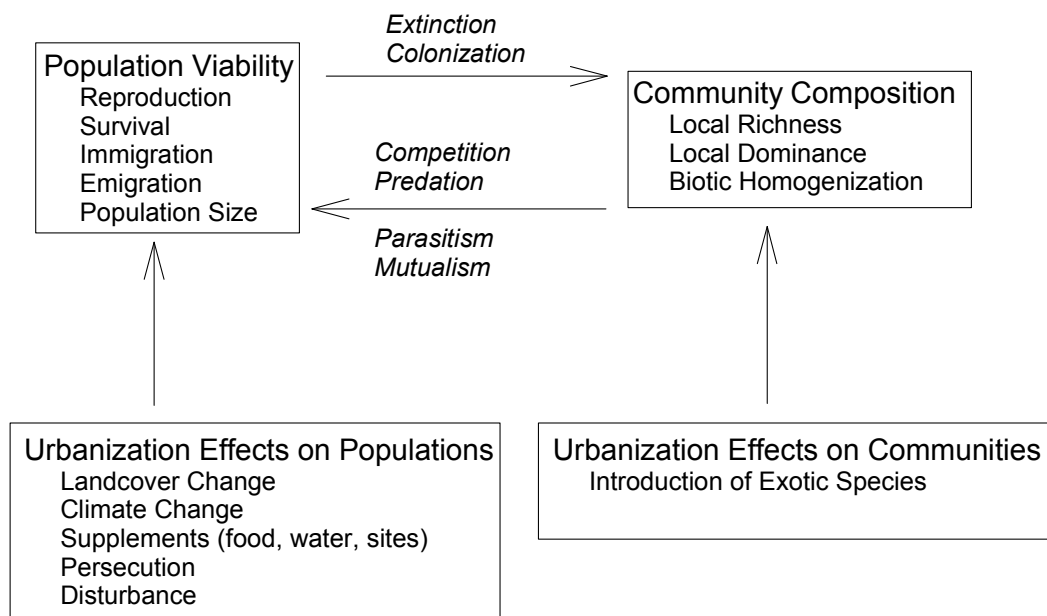 Extinction
Colonization
Population Viability
Reproduction
Survival
Immigration
Emigration
Population Size
Community Composition
Local Richness
Local Dominance
Biotic Homogenization
Competition
Predation
Parasitism
Mutualism
Urbanization Effects on Populations
Landcover Change
Climate Change
Supplements (food, water, sites)
Persecution
Disturbance
Urbanization Effects on Communities
Introduction of Exotic Species